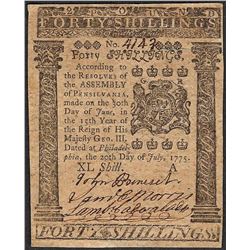 FORTY SHILLINGS
No. 4143
Forty SHILLINGS,
According to
the RESOLVES of
the ASSEMBLY
of PENSILVANIA,
made on the 30th
Day of June, in
the 15th Year of
the Reign of His
Majesty Geo. III.
Dated at Philadel-
phia, the 20th Day of July, 1775.
XL Shill. A
John
FORTY SHILLINGS